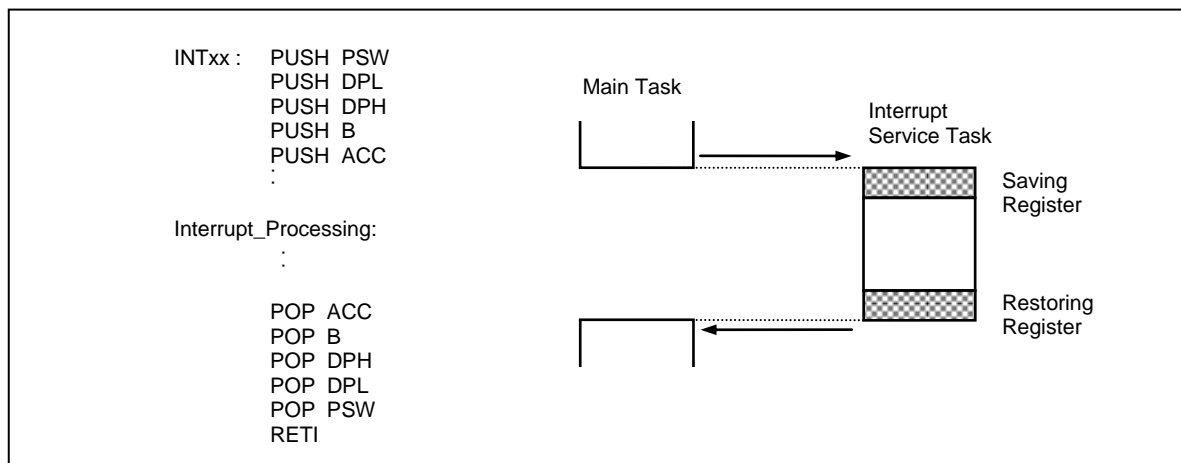 INTxx : PUSH PSW
PUSH DPL
PUSH DPH
PUSH B
PUSH ACC
:
Interrupt_Processing:
:
POP ACC
POP B
POP DPH
POP DPL
POP PSW
RETI
Main Task
Interrupt
Service Task
Saving
Register
Restoring
Register